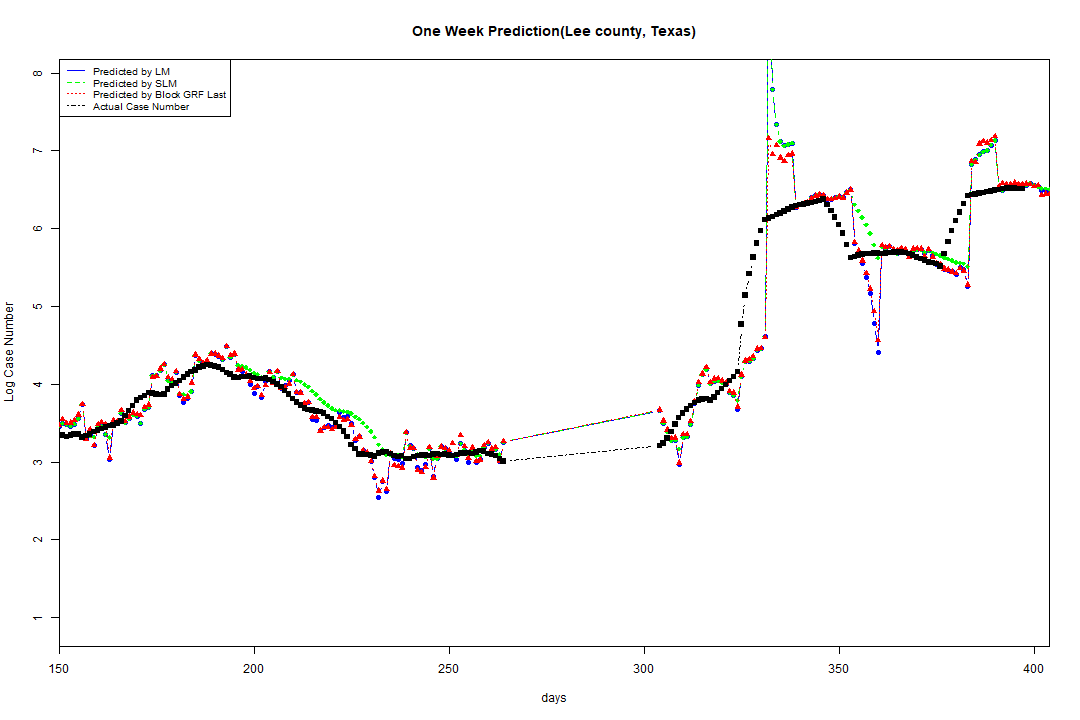 One Week Prediction(Lee county, Texas)
Predicted by LM
Predicted by SLM
Predicted by Block GRF Last
Actual Case Number
8
7
6
5
4
3
2
1
Log Case Number
150 200 250 300 350 400
days